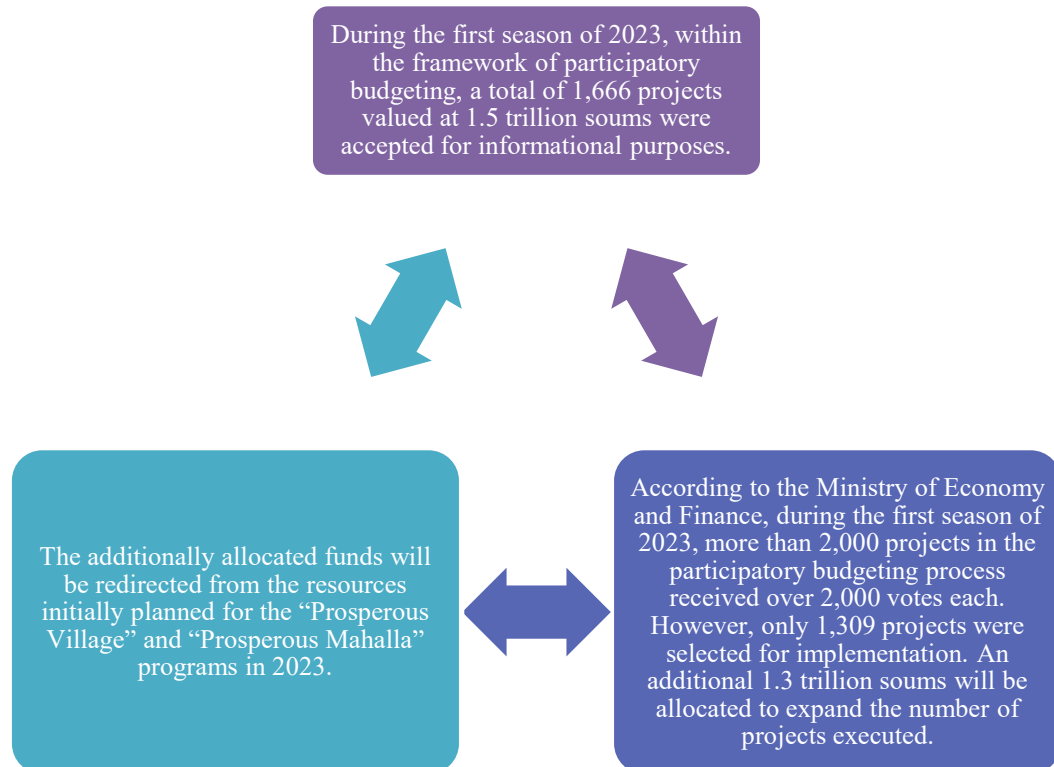 During the first season of 2023, within
the framework of participatory
budgeting, a total of 1,666 projects
valued at 1.5 trillion soums were
accepted for informational purposes.
The additionally allocated funds will
be redirected from the resources
initially planned for the “Prosperous
Village” and “Prosperous Mahalla”
programs in 2023.
According to the Ministry of Economy
and Finance, during the first season of
2023, more than 2,000 projects in the
participatory budgeting process
received over 2,000 votes each.
However, only 1,309 projects were
selected for implementation. An
additional 1.3 trillion soums will be
allocated to expand the number of
projects executed.